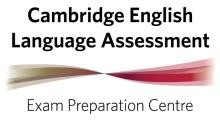 Cambridge English
Language Assessment
Exam Preparation Centre